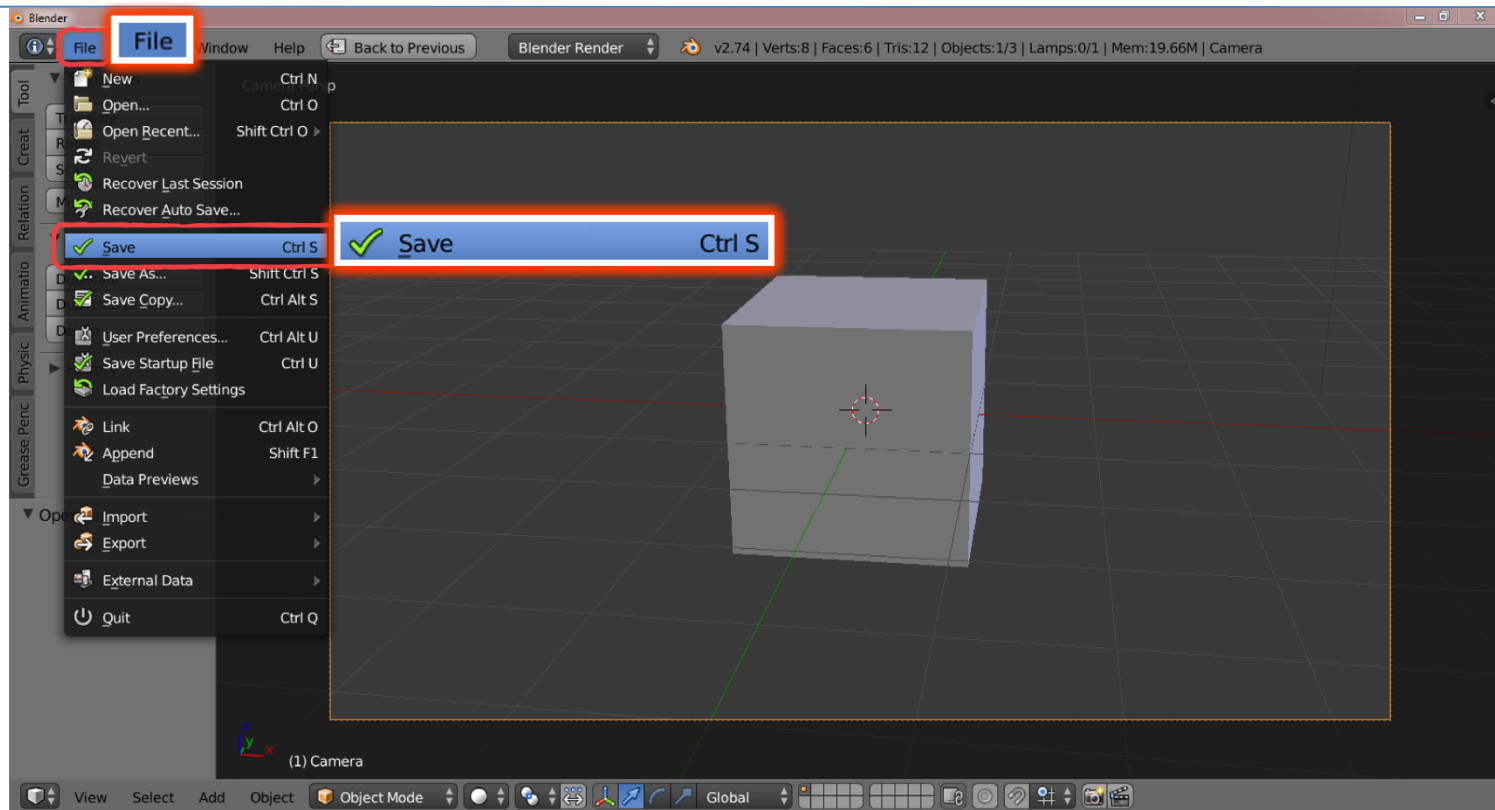 Blender
File
File
Window
Help
Back to Previous
Blender Render
v2.74 | Verts:8 | Faces:6 | Tris:12 | Objects:1/3 | Lamps:0/1 | Mem:19.66M | Camera
New Ctrl N
Open... Ctrl O
Open Recent... Shift Ctrl O
Revert
Recover Last Session
Recover Auto Save...
Save Ctrl S
Save Ctrl S
Save As... Shift Ctrl S
Save Copy... Ctrl Alt S
User Preferences... Ctrl Alt U
Save Startup File Ctrl U
Load Factory Settings
Link Ctrl Alt O
Append Shift F1
Data Previews
Import
Export
External Data
Quit Ctrl Q
Tool
Creat
Relation
Animatio
Physic
Grease Penc
Camera Persp
(1) Camera
z
y
x
View Select Add Object Object Mode Global